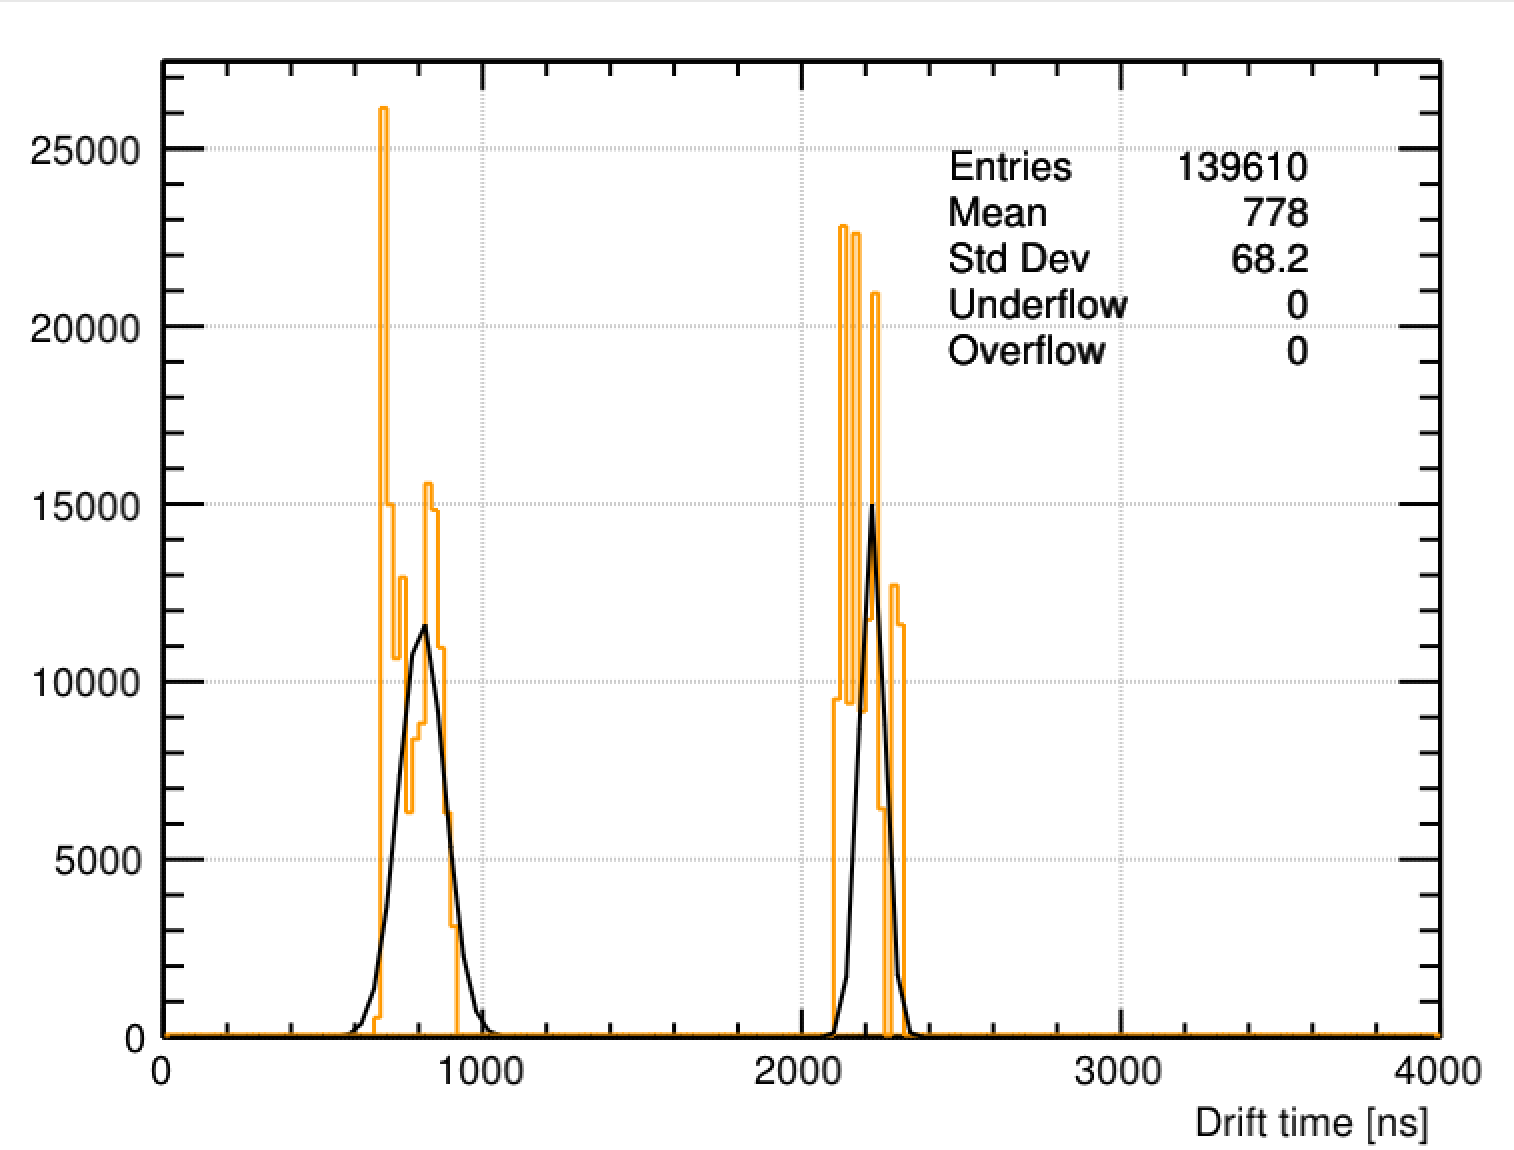 25000
20000
15000
10000
5000
0
Entries 139610
Mean 778
Std Dev 68.2
Underflow 0
Overflow 0
0 1000 2000 3000 4000
Drift time [ns]